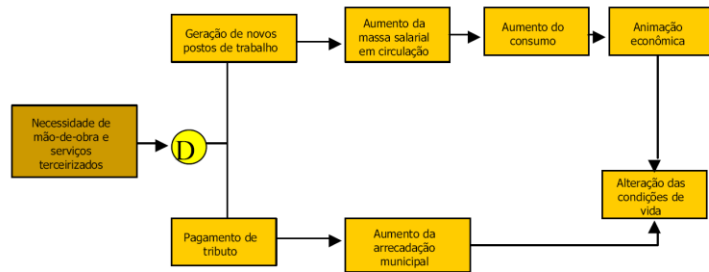 Geração de novos
postos de trabalho
Aumento da
massa salarial
em circulação
Aumento do
consumo
Animação
econômica
Necessidade de
mão-de-obra e
serviços
terceirizados
D
Alteração das
condições de
vida
Pagamento de
tributo
Aumento da
arrecadação
municipal